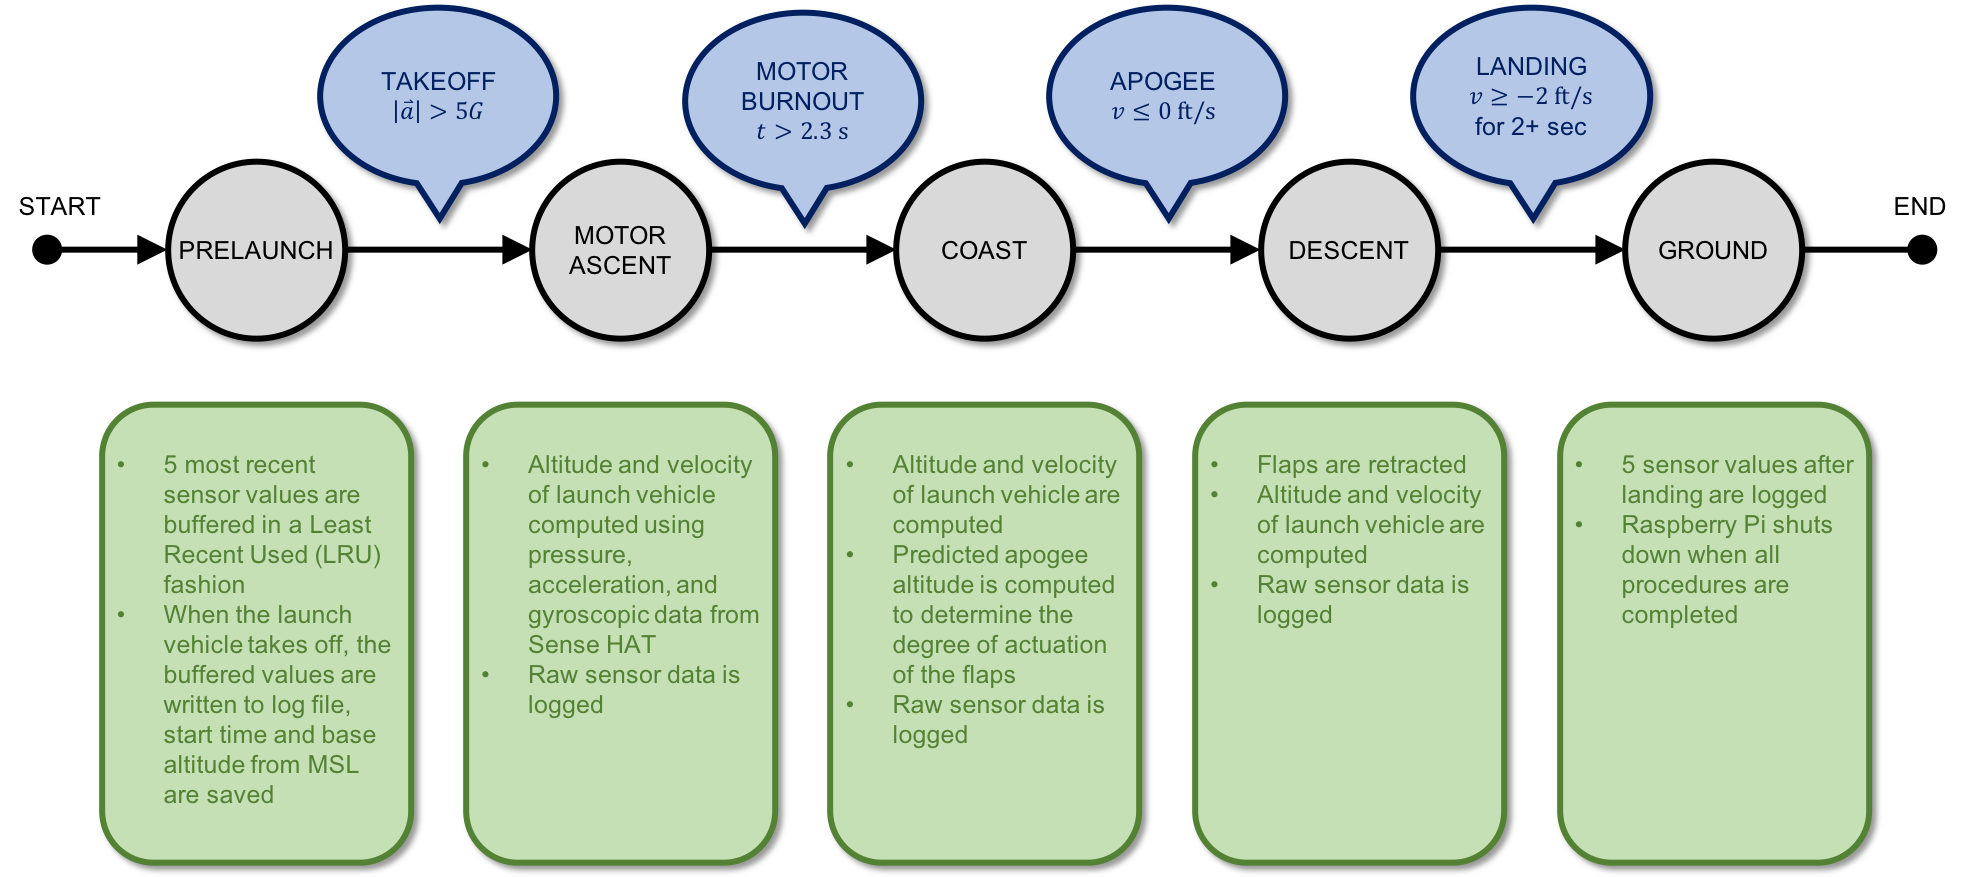 TAKEOFF
|a⃗| > 5G
MOTOR
BURNOUT
t > 2.3 s
APOGEE
v ≤ 0 ft/s
LANDING
v ≥ −2 ft/s
for 2+ sec
START
PRELAUNCH
MOTOR
ASCENT
COAST
DESCENT
GROUND
END
• 5 most recent
sensor values are
buffered in a Least
Recent Used (LRU)
fashion
• When the launch
vehicle takes off, the
buffered values are
written to log file,
start time and base
altitude from MSL
are saved
• Altitude and velocity
of launch vehicle
computed using
pressure,
acceleration, and
gyroscopic data from
Sense HAT
• Raw sensor data is
logged
• Altitude and velocity
of launch vehicle are
computed
• Predicted apogee
altitude is computed
to determine the
degree of actuation
of the flaps
• Raw sensor data is
logged
• Flaps are retracted
• Altitude and velocity
of launch vehicle are
computed
• Raw sensor data is
logged
• 5 sensor values after
landing are logged
• Raspberry Pi shuts
down when all
procedures are
completed